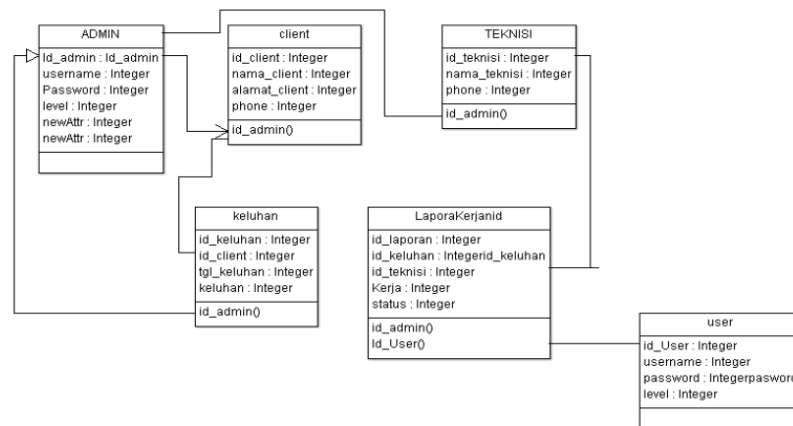 ADMIN
Id_admin : Id_admin
username : Integer
Password : Integer
level : Integer
newAttr : Integer
newAttr : Integer
client
id_client : Integer
nama_client : Integer
alamat_client : Integer
phone : Integer
id_admin()
TEKNISI
id_teknisi : Integer
nama_teknisi : Integer
phone : Integer
id_admin()
keluhan
id_keluhan : Integer
id_client : Integer
tgl_keluhan : Integer
keluhan : Integer
id_admin()
LaporaKerjanid
id_laporan : Integer
id_keluhan : Integerid_keluhan
id_teknisi : Integer
Kerja : Integer
status : Integer
id_admin()
Id_User()
user
id_User : Integer
username : Integer
password : Integerpasword
level : Integer